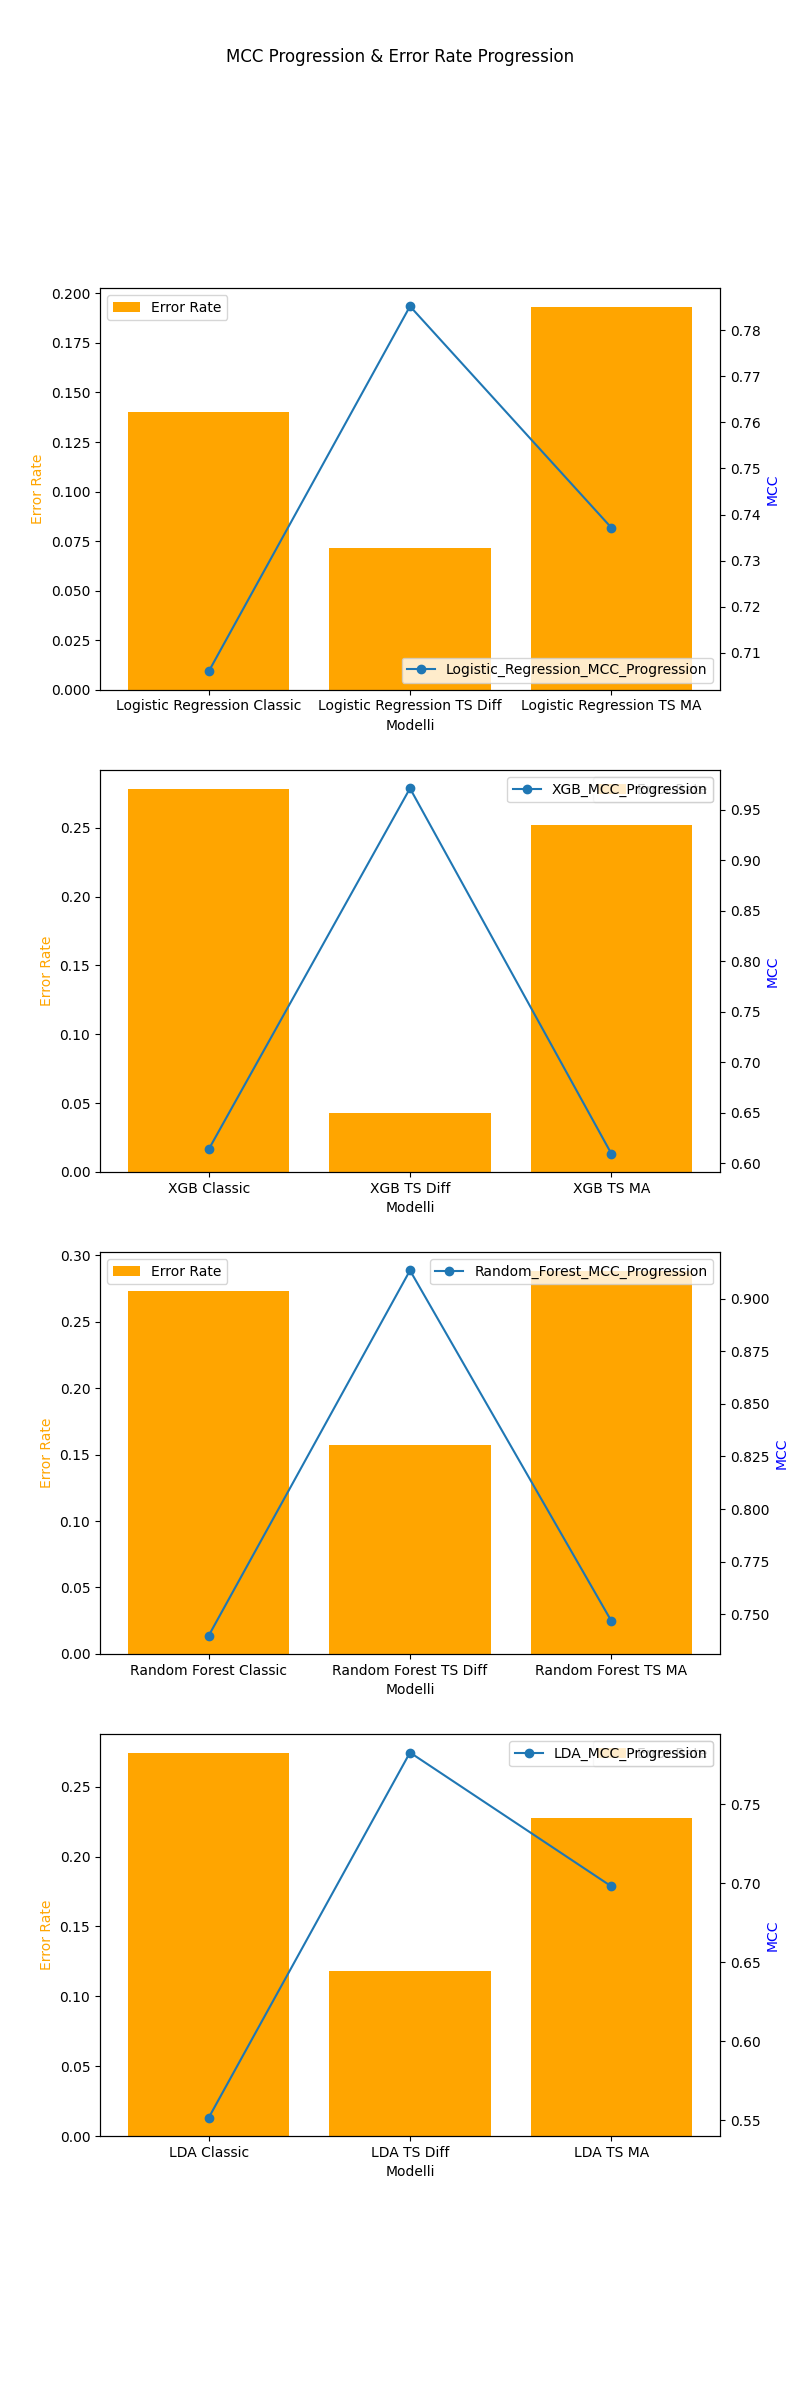 MCC Progression & Error Rate Progression
Error Rate
Logistic_Regression_MCC_Progression
0.200
0.175
0.150
0.125
0.100
0.075
0.050
0.025
0.000
Error Rate
0.78
0.77
0.76
0.75
0.74
0.73
0.72
0.71
MCC
Logistic Regression Classic
Logistic Regression TS Diff
Logistic Regression TS MA
Modelli
XGB_MCC_Progression
0.25
0.20
0.15
0.10
0.05
0.00
Error Rate
0.95
0.90
0.85
0.80
0.75
0.70
0.65
0.60
MCC
XGB Classic
XGB TS Diff
XGB TS MA
Modelli
Error Rate
Random_Forest_MCC_Progression
0.30
0.25
0.20
0.15
0.10
0.05
0.00
Error Rate
0.900
0.875
0.850
0.825
0.800
0.775
0.750
MCC
Random Forest Classic
Random Forest TS Diff
Random Forest TS MA
Modelli
LDA_MCC_Progression
0.25
0.20
0.15
0.10
0.05
0.00
Error Rate
0.75
0.70
0.65
0.60
0.55
MCC
LDA Classic
LDA TS Diff
LDA TS MA
Modelli